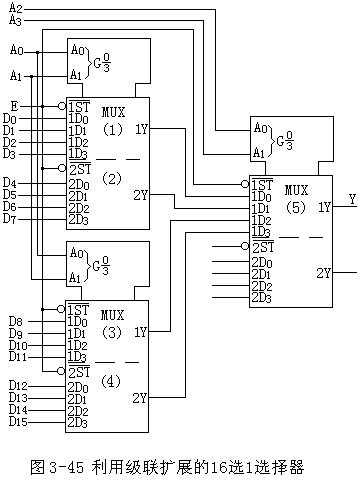 A2
A3
A0
A1
A0
A1
G 0/3
A0
A1
G 0/3
E
D0
D1
D2
D3
1ST
1D0
1D1
1D2
1D3
2ST
MUX
(1)
(2)
1Y
2Y
D4
D5
D6
D7
2D0
2D1
2D2
2D3
1ST
1D0
1D1
1D2
1D3
2ST
2D0
2D1
2D2
2D3
MUX
(5)
1Y
2Y
Y
A0
A1
G 0/3
D8
D9
D10
D11
1ST
1D0
1D1
1D2
1D3
2ST
MUX
(3)
(4)
1Y
2Y
D12
D13
D14
D15
2D0
2D1
2D2
2D3
图3-45 利用级联扩展的16选1选择器